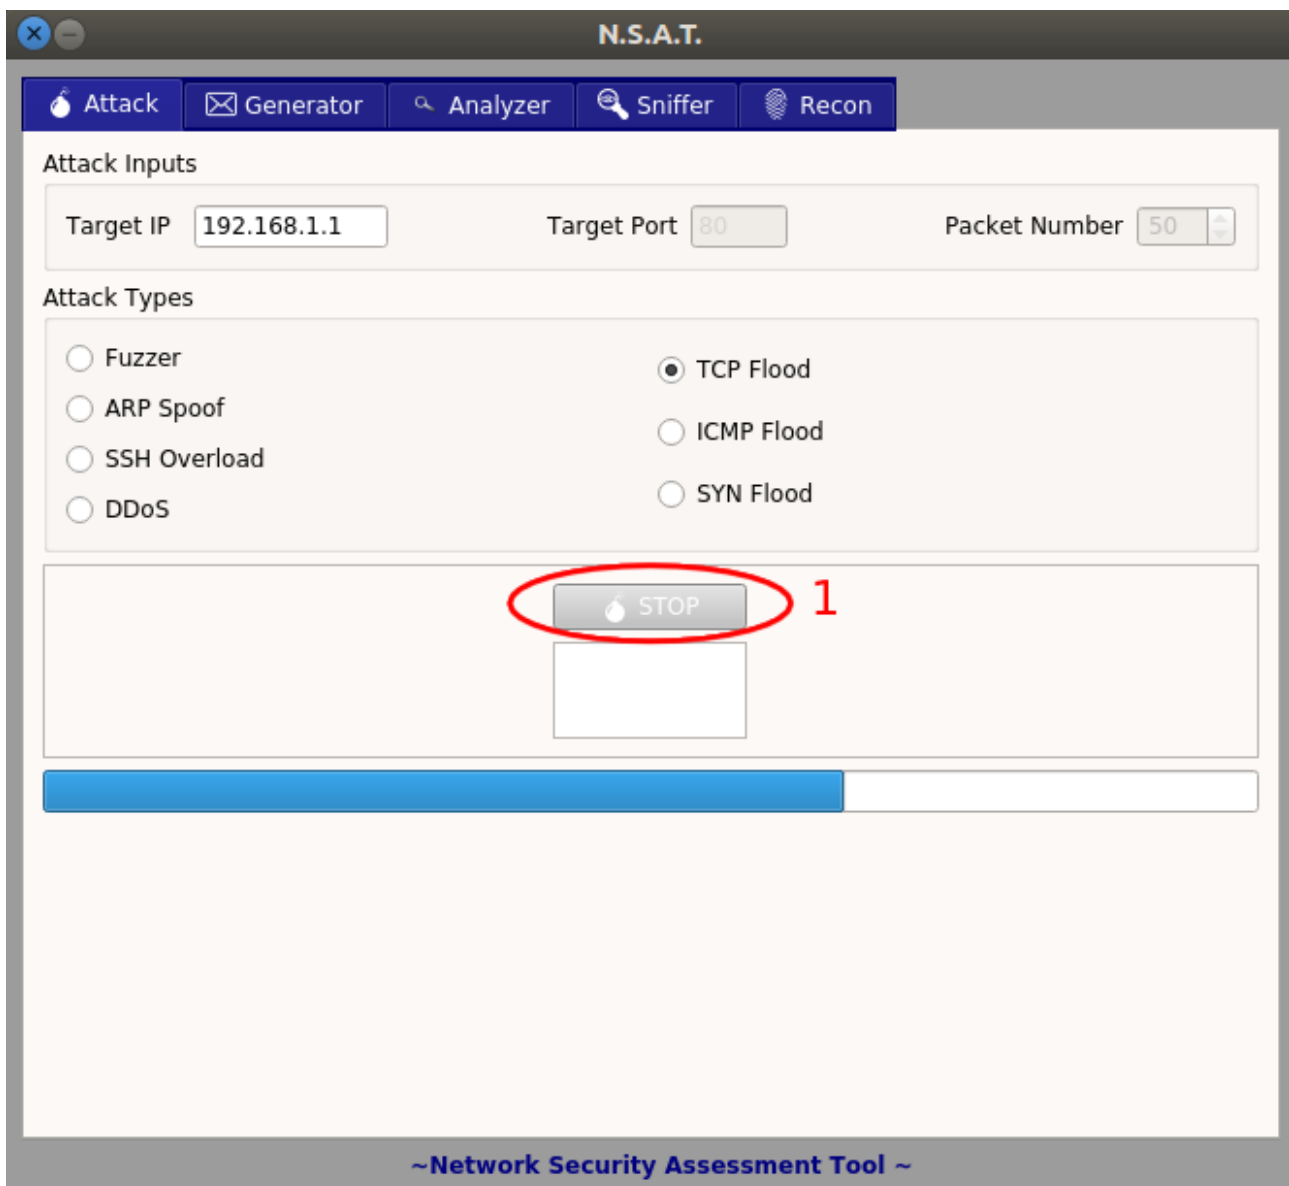 N.S.A.T.
Attack Generator Analyzer Sniffer Recon
Attack Inputs
Target IP 192.168.1.1 Target Port 80 Packet Number 50
Attack Types
Fuzzer
ARP Spoof
SSH Overload
DDoS
TCP Flood
ICMP Flood
SYN Flood
STOP 1
~Network Security Assessment Tool ~